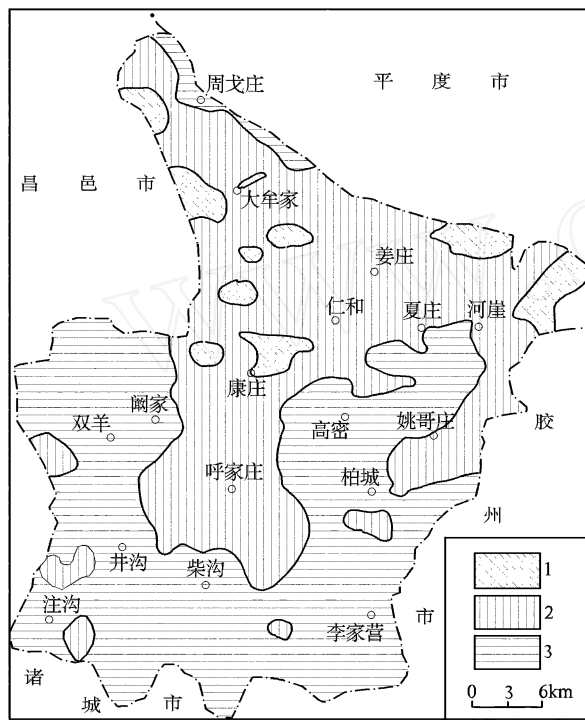 周戈庄
平度市
昌邑市
大牟家
姜庄
仁和
夏庄
河崖
康庄
阚家
双羊
高密
姚哥庄
胶州市
呼家庄
柏城
井沟
柴沟
注沟
李家营
诸城市
1
2
3
0 3 6km